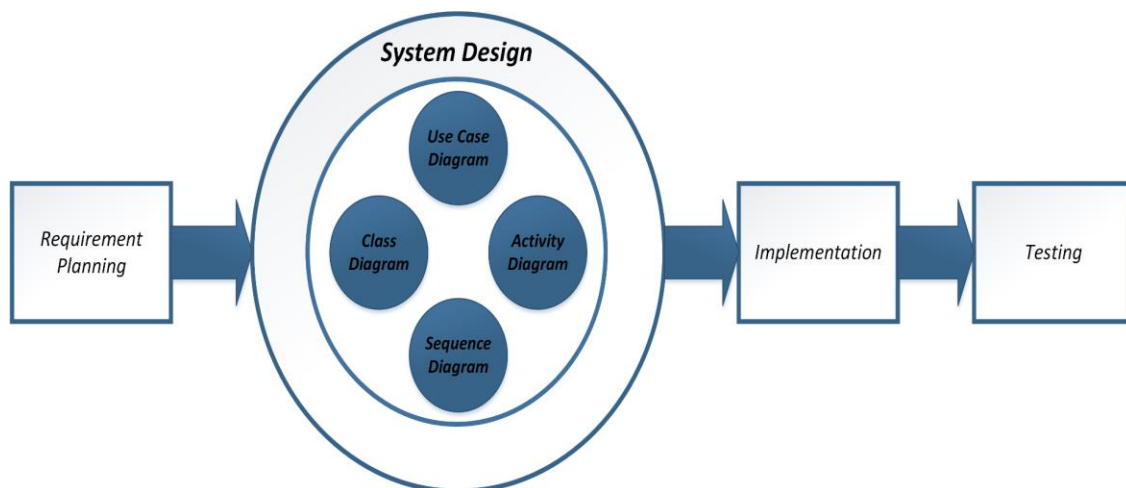 System Design
Use Case
Diagram
Requirement
Planning
Class
Diagram
Activity
Diagram
Implementation
Testing
Sequence
Diagram